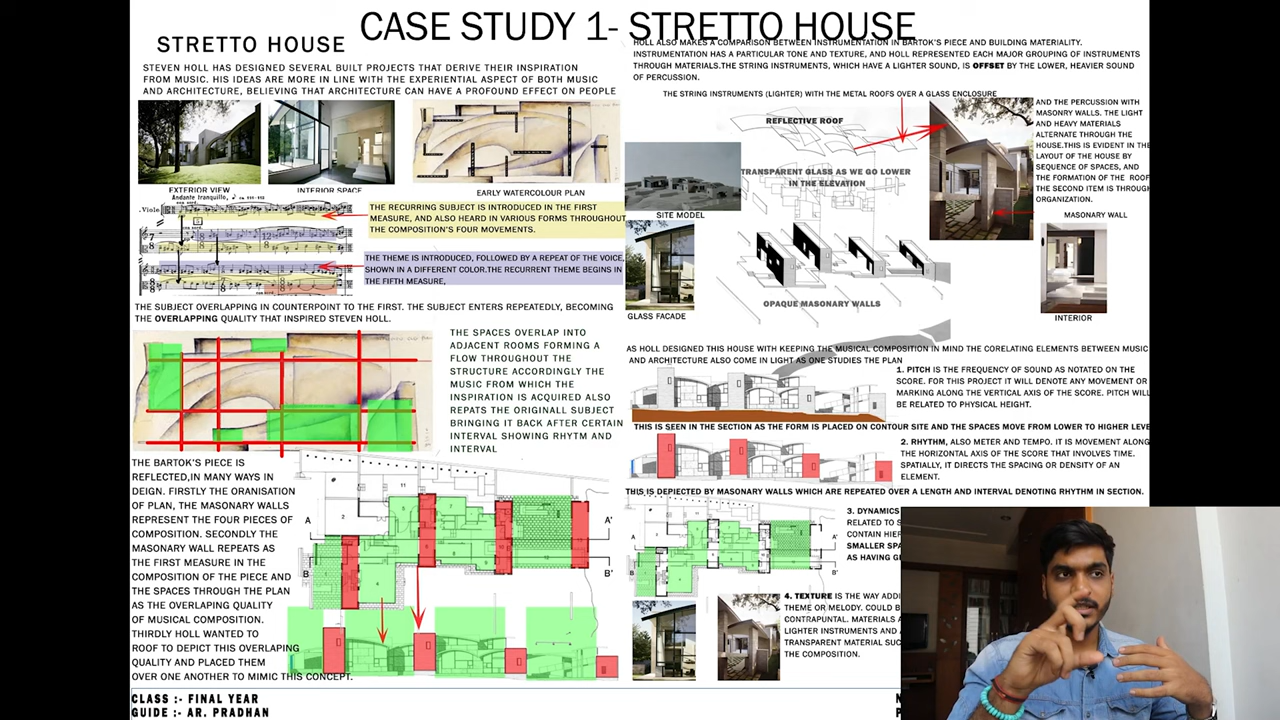 CASE STUDY 1- STRETTO HOUSE
STRETTO HOUSE
STEVEN HOLL HAS DESIGNED SEVERAL BUILT PROJECTS THAT DERIVE THEIR INSPIRATION
FROM MUSIC. HIS IDEAS ARE MORE IN LINE WITH THE EXPERIENTIAL ASPECT OF BOTH MUSIC
AND ARCHITECTURE, BELIEVING THAT ARCHITECTURE CAN HAVE A PROFOUND EFFECT ON PEOPLE
EXTERIOR VIEW
INTERIOR SPACE
EARLY WATERCOLOUR PLAN
Andante tranquillo,
Viole
THE RECURRING SUBJECT IS INTRODUCED IN THE FIRST
MEASURE, AND ALSO HEARD IN VARIOUS FORMS THROUGHOUT
THE COMPOSITION'S FOUR MOVEMENTS.
THE THEME IS INTRODUCED, FOLLOWED BY A REPEAT OF THE VOICE,
SHOWN IN A DIFFERENT COLOR.THE RECURRENT THEME BEGINS IN
THE FIFTH MEASURE,
THE SUBJECT OVERLAPPING IN COUNTERPOINT TO THE FIRST. THE SUBJECT ENTERS REPEATEDLY, BECOMING
THE OVERLAPPING QUALITY THAT INSPIRED STEVEN HOLL.
THE SPACES OVERLAP INTO
ADJACENT ROOMS FORMING A
FLOW THROUGHOUT THE
STRUCTURE ACCORDINGLY THE
MUSIC FROM WHICH THE
INSPIRATION IS ACQUIRED ALSO
REPATS THE ORIGINALL SUBJECT
BRINGING IT BACK AFTER CERTAIN
INTERVAL SHOWING RHYTM AND
INTERVAL
THE BARTOK'S PIECE IS
REFLECTED,IN MANY WAYS IN
DEIGN. FIRSTLY THE ORANISATION
OF PLAN, THE MASONARY WALLS
REPRESENT THE FOUR PIECES OF
COMPOSITION. SECONDLY THE
MASONARY WALL REPEATS AS
THE FIRST MEASURE IN THE
COMPOSITION OF THE PIECE AND
THE SPACES THROUGH THE PLAN
AS THE OVERLAPING QUALITY
OF MUSICAL COMPOSITION.
THIRDLY HOLL WANTED TO
ROOF TO DEPICT THIS OVERLAPING
QUALITY AND PLACED THEM
OVER ONE ANOTHER TO MIMIC THIS CONCEPT.
A
A'
B
B'
CLASS :- FINAL YEAR
GUIDE :- AR. PRADHAN
HOLL ALSO MAKES A COMPARISON BETWEEN INSTRUMENTATION IN BARTOK'S PIECE AND BUILDING MATERIALITY.
INSTRUMENTATION HAS A PARTICULAR TONE AND TEXTURE, AND HOLL REPRESENTED EACH MAJOR GROUPING OF INSTRUMENTS
THROUGH MATERIALS.THE STRING INSTRUMENTS, WHICH HAVE A LIGHTER SOUND, IS OFFSET BY THE LOWER, HEAVIER SOUND
OF PERCUSSION.
THE STRING INSTRUMENTS (LIGHTER) WITH THE METAL ROOFS OVER A GLASS ENCLOSURE
REFLECTIVE ROOF
TRANSPARENT GLASS AS WE GO LOWER
IN THE ELEVATION
SITE MODEL
GLASS FACADE
OPAQUE MASONARY WALLS
AND THE PERCUSSION WITH
MASONRY WALLS. THE LIGHT
AND HEAVY MATERIALS
ALTERNATE THROUGH THE
HOUSE.THIS IS EVIDENT IN THE
LAYOUT OF THE HOUSE BY
SEQUENCE OF SPACES, AND
THE FORMATION OF THE ROOF
THE SECOND ITEM IS THROUGH
ORGANIZATION.
MASONARY WALL
INTERIOR
AS HOLL DESIGNED THIS HOUSE WITH KEEPING THE MUSICAL COMPOSITION IN MIND THE CORELATING ELEMENTS BETWEEN MUSIC
AND ARCHITECTURE ALSO COME IN LIGHT AS ONE STUDIES THE PLAN
1. PITCH IS THE FREQUENCY OF SOUND AS NOTATED ON THE
SCORE. FOR THIS PROJECT IT WILL DENOTE ANY MOVEMENT OR
MARKING ALONG THE VERTICAL AXIS OF THE SCORE. PITCH WILL
BE RELATED TO PHYSICAL HEIGHT.
THIS IS SEEN IN THE SECTION AS THE FORM IS PLACED ON CONTOUR SITE AND THE SPACES MOVE FROM LOWER TO HIGHER LEVE
2. RHYTHM, ALSO METER AND TEMPO. IT IS MOVEMENT ALONG
THE HORIZONTAL AXIS OF THE SCORE THAT INVOLVES TIME.
SPATIALLY, IT DIRECTS THE SPACING OR DENSITY OF AN
ELEMENT.
THIS IS DEPIECTED BY MASONARY WALLS WHICH ARE REPEATED OVER A LENGTH AND INTERVAL DENOTING RHYTHM IN SECTION.
3. DYNAMICS
RELATED TO S
CONTAIN HIER
SMALLER SPA
AS HAVING G
A
A'
B
B'
4. TEXTURE IS THE WAY ADDI
THEME OR MELODY. COULD B
CONTRAPUNTAL. MATERIALS A
LIGHTER INSTRUMENTS AND
TRANSPARENT MATERIAL SUC
THE COMPOSITION.